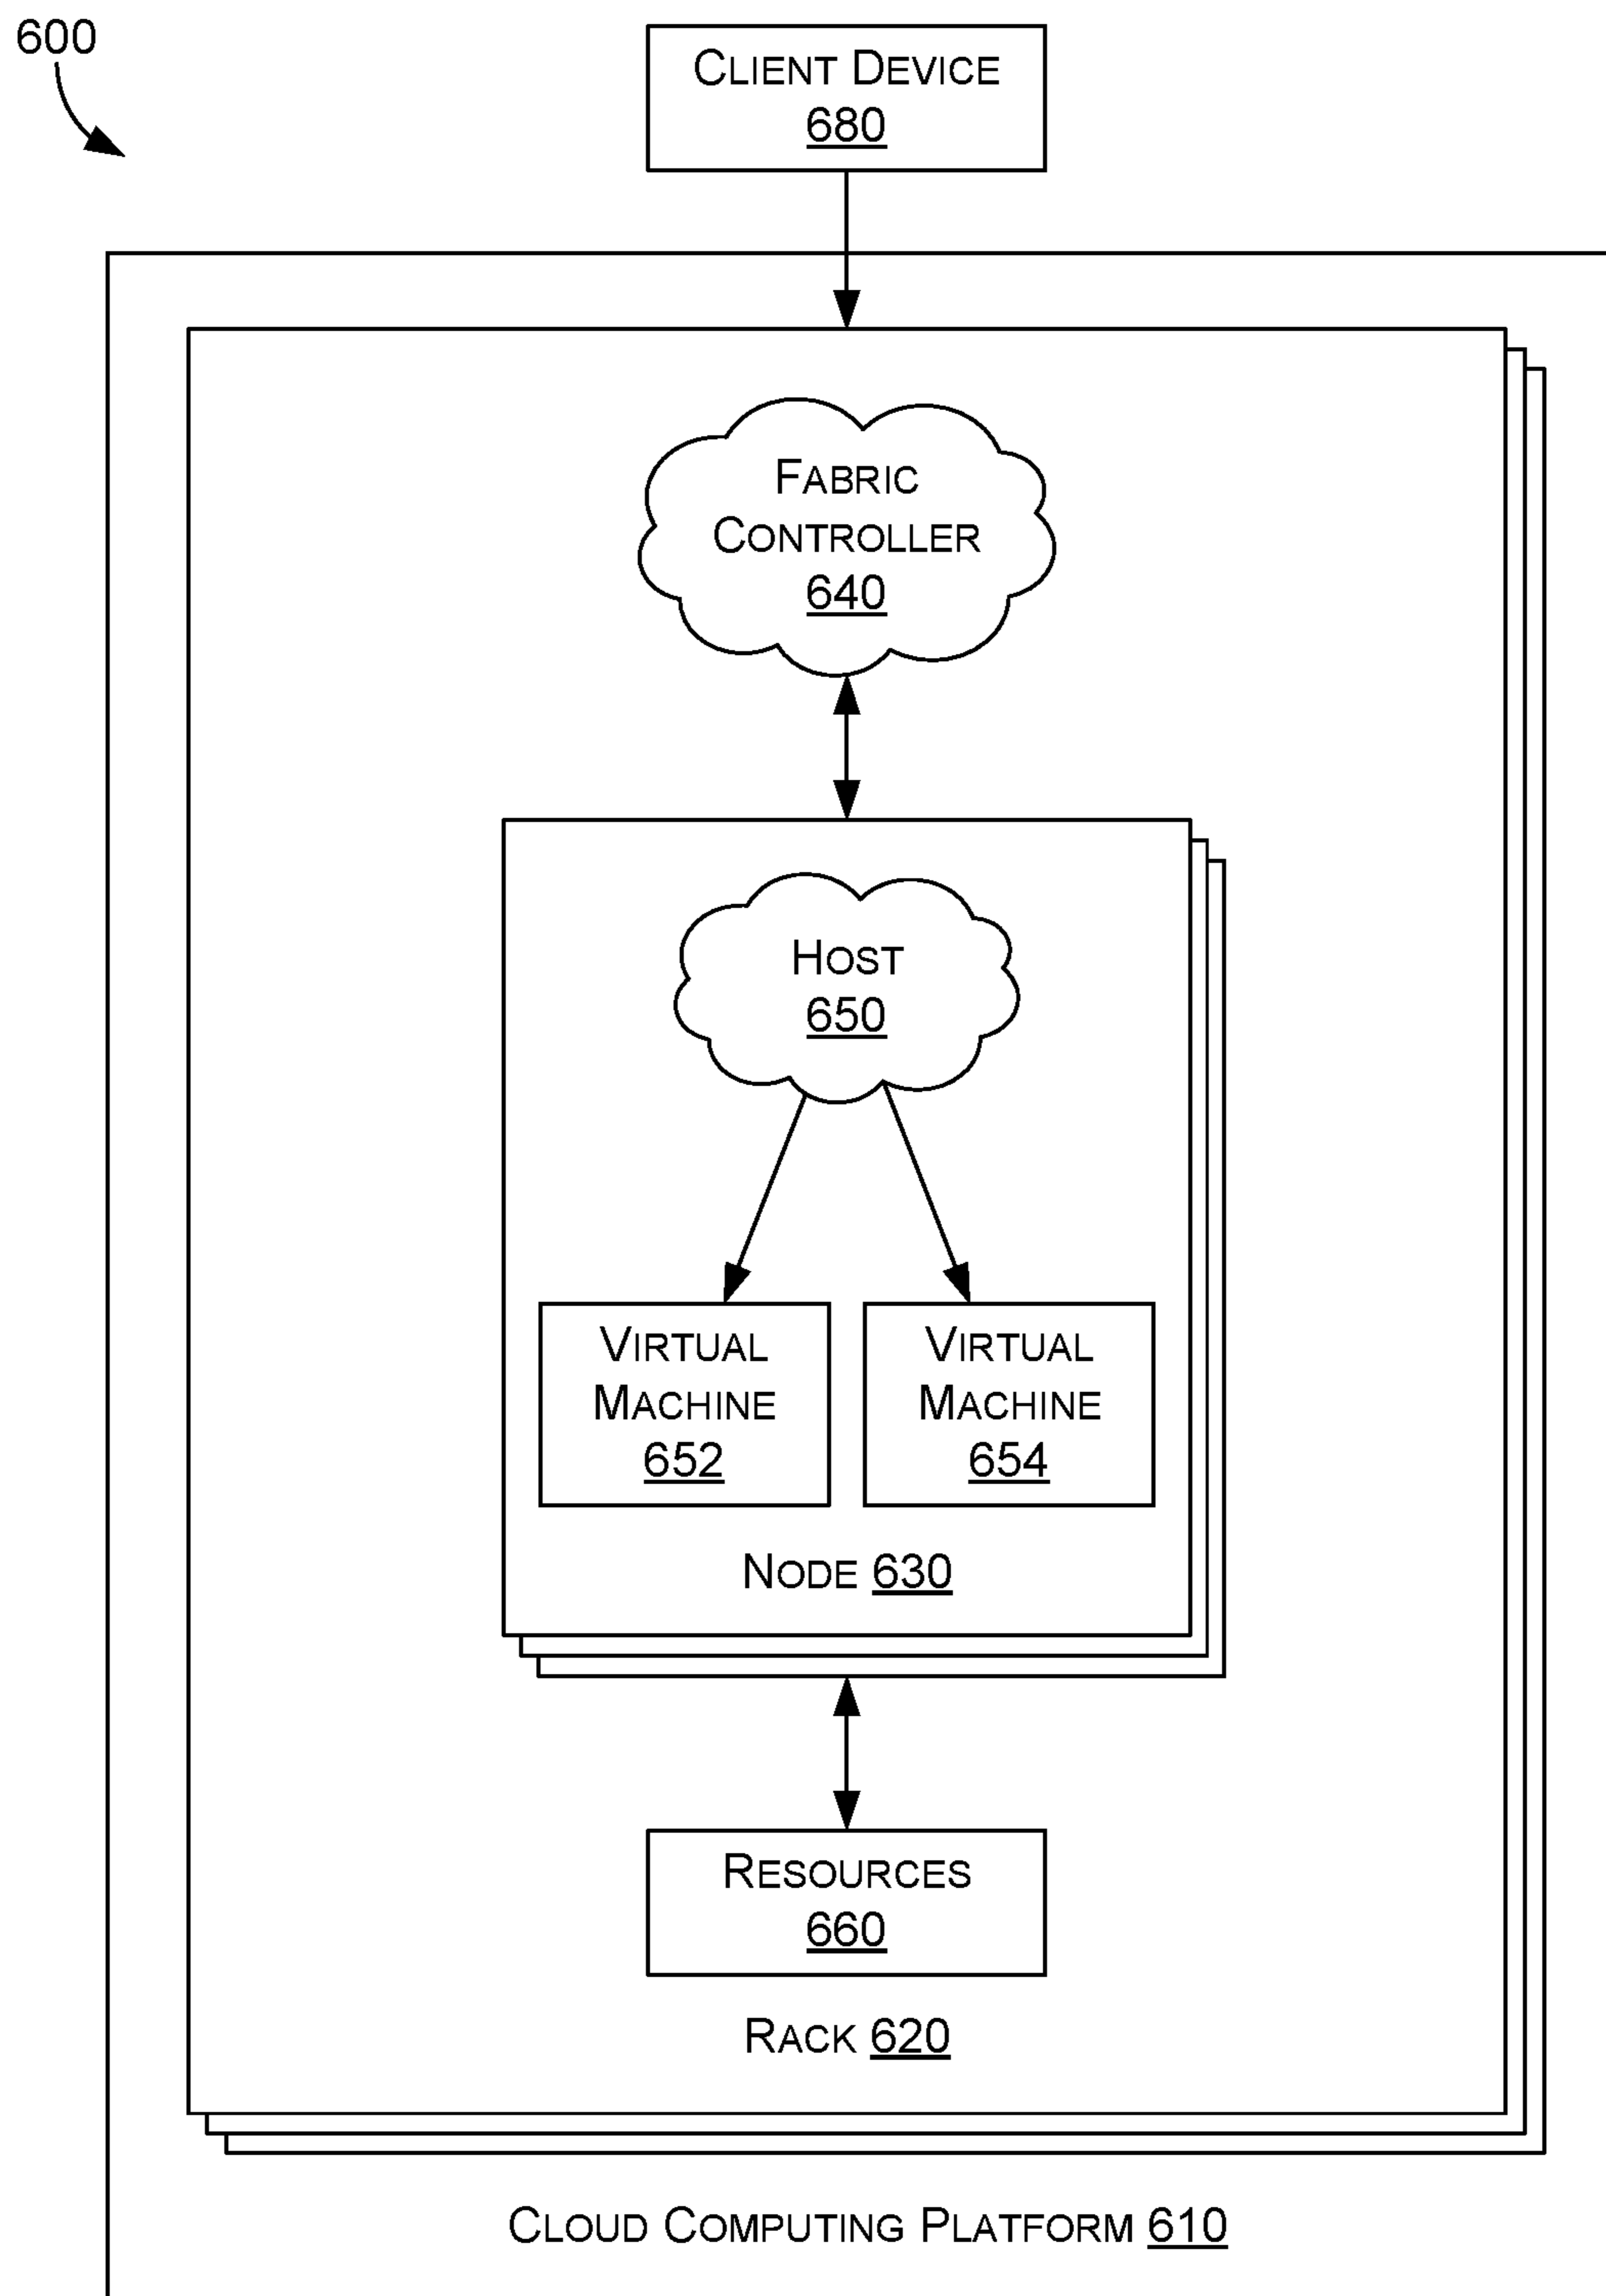 600
CLIENT DEVICE
680
FABRIC
CONTROLLER
640
HOST
650
VIRTUAL
MACHINE
652
VIRTUAL
MACHINE
654
NODE 630
RESOURCES
660
RACK 620
CLOUD COMPUTING PLATFORM 610